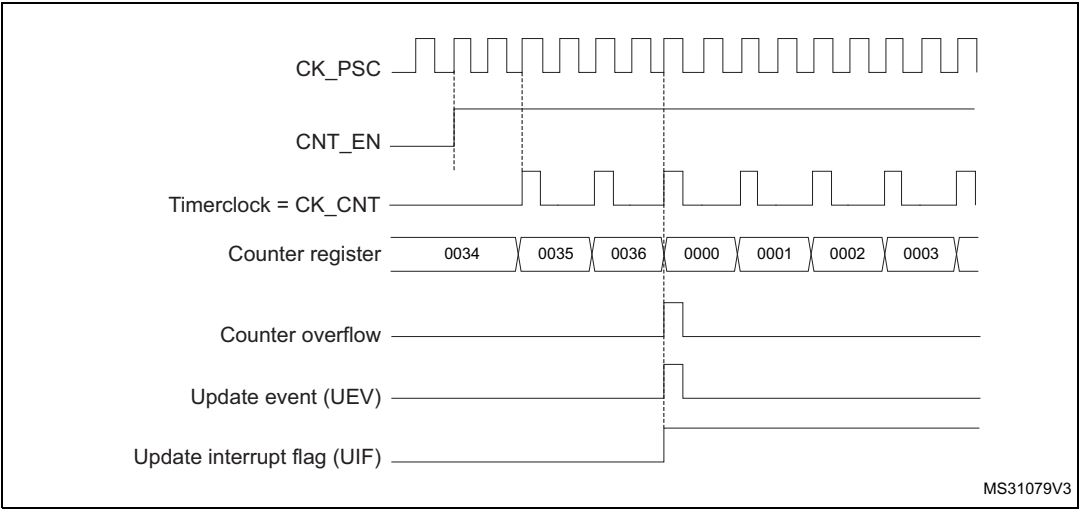 CK_PSC
CNT_EN
Timerclock = CK_CNT
Counter register 0034 0035 0036 0000 0001 0002 0003
Counter overflow
Update event (UEV)
Update interrupt flag (UIF)
MS31079V3